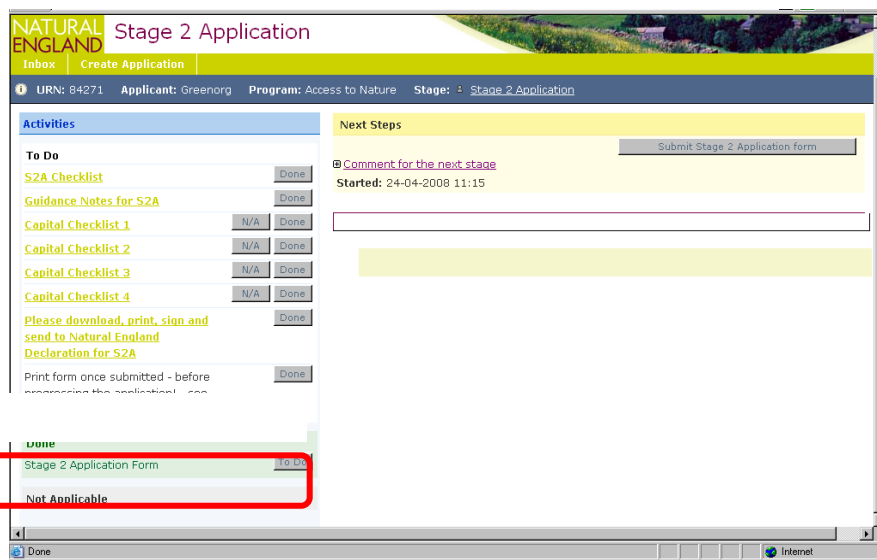 NATURAL
ENGLAND
Stage 2 Application
Inbox Create Application
URN: 84271 Applicant: Greenorg Program: Access to Nature Stage: Stage 2 Application
Activities
To Do
S2A Checklist Done
Guidance Notes for S2A Done
Capital Checklist 1 N/A Done
Capital Checklist 2 N/A Done
Capital Checklist 3 N/A Done
Capital Checklist 4 N/A Done
Please download, print, sign and Done
send to Natural England
Declaration for S2A
Print form once submitted - before Done
progressing the application! - see
Done
Stage 2 Application Form To Do
Not Applicable
Next Steps
Submit Stage 2 Application form
Comment for the next stage
Started: 24-04-2008 11:15
Done Internet